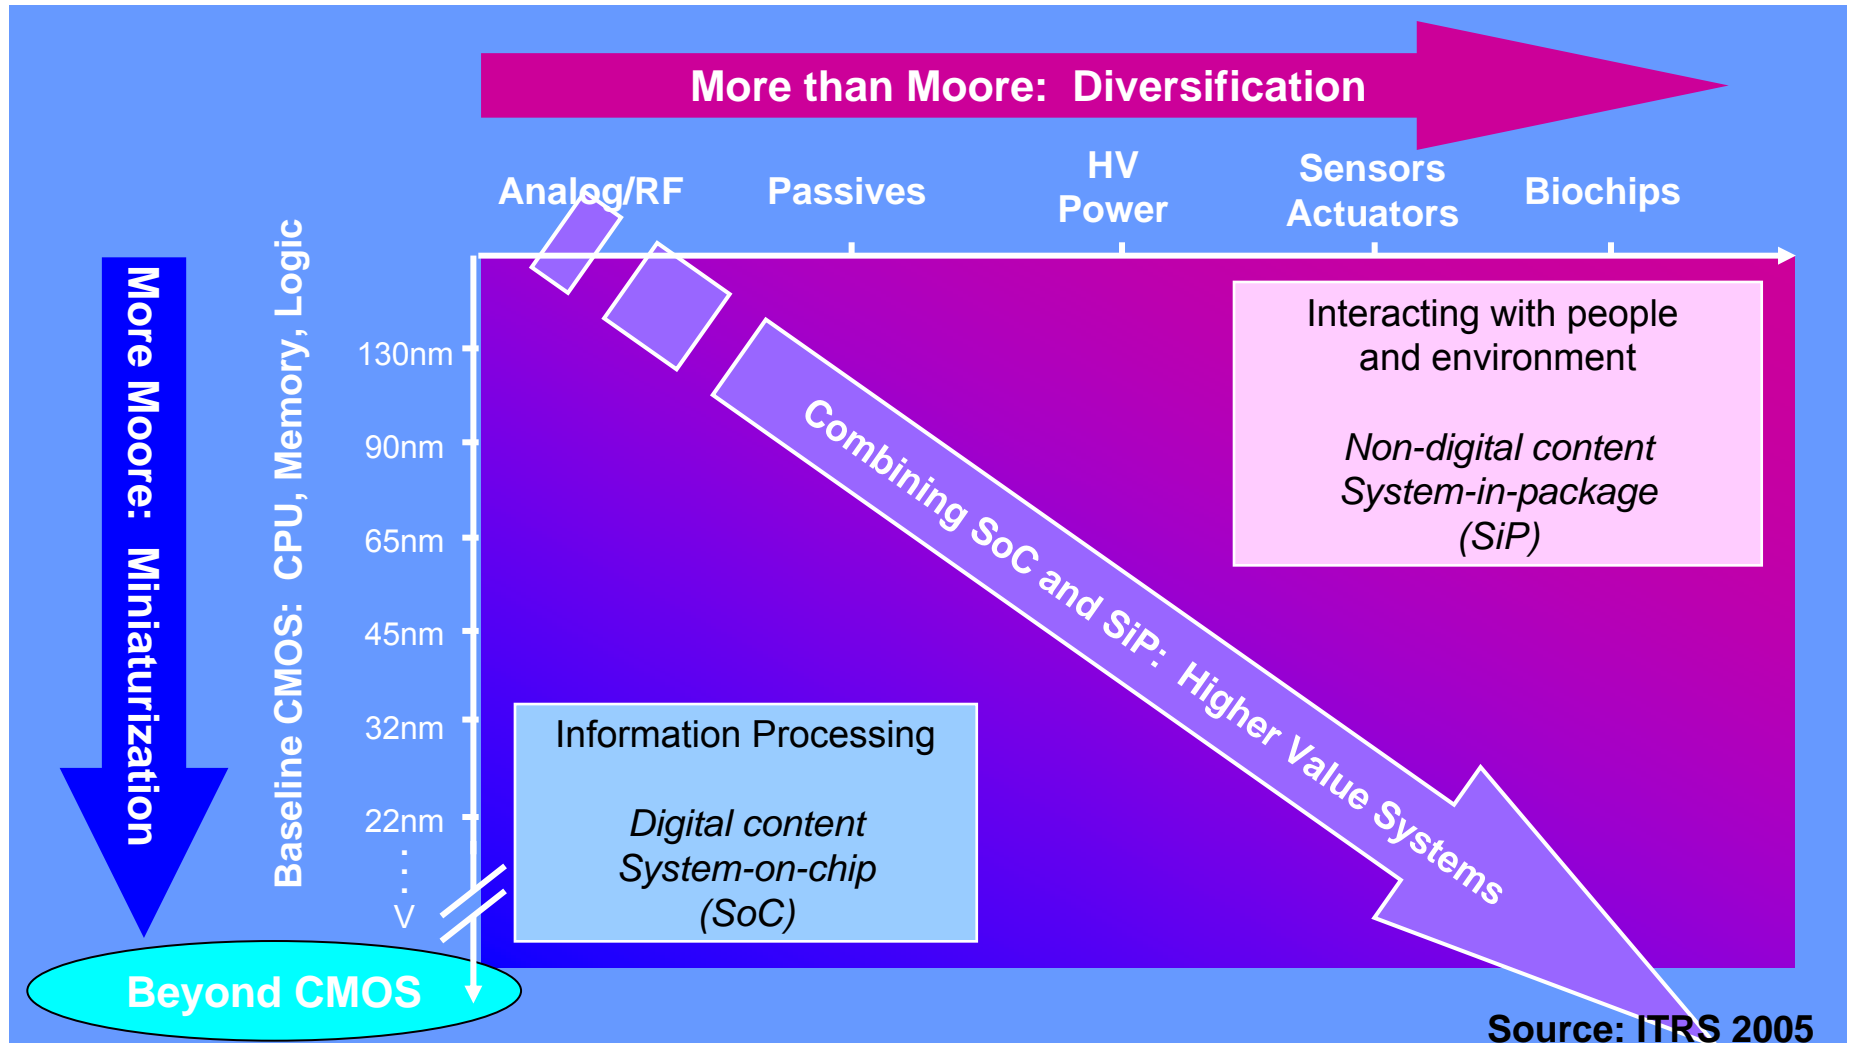 More than Moore: Diversification
Analog/RF
Passives
HV
Power
Sensors
Actuators
Biochips
More Moore: Miniaturization
Baseline CMOS: CPU, Memory, Logic
130nm
90nm
65nm
45nm
32nm
22nm
.
.
.
.
V
Interacting with people
and environment
Non-digital content
System-in-package
(SiP)
Combining SoC and SiP: Higher Value Systems
Information Processing
Digital content
System-on-chip
(SoC)
Beyond CMOS
Source: ITRS 2005